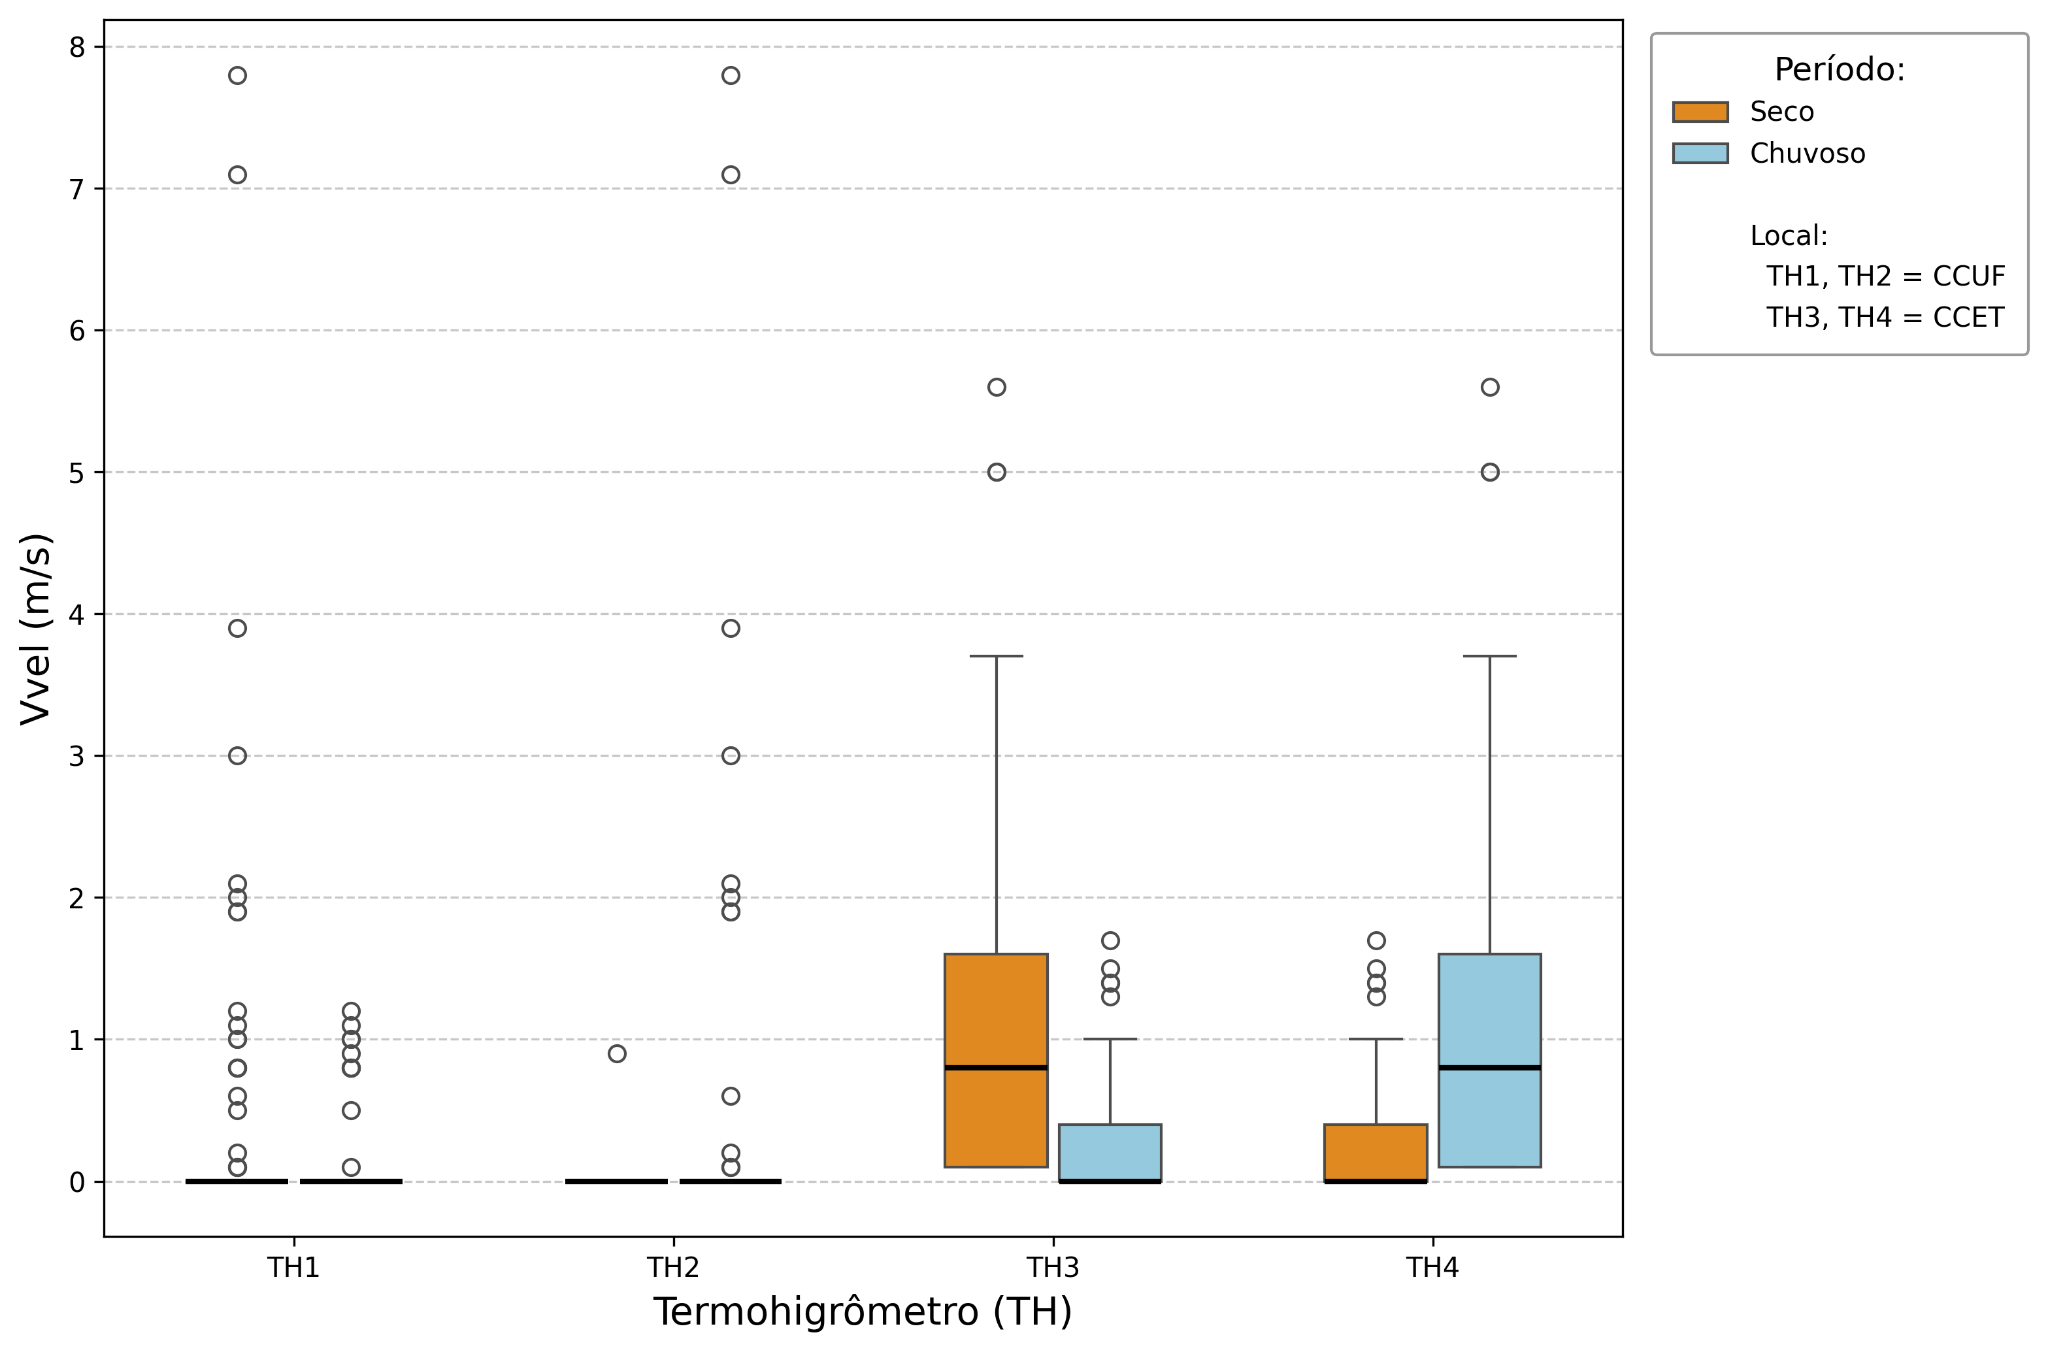 8
7
6
5
4
3
2
1
0
Vvel (m/s)
TH1 TH2 TH3 TH4
Termohigrômetro (TH)
Período:
Seco
Chuvoso
Local:
TH1, TH2 = CCUF
TH3, TH4 = CCET